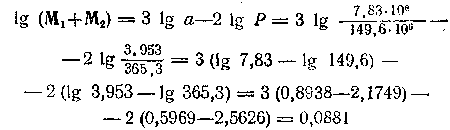 lg (M₁+M₂) = 3 lg a—2 lg P = 3 lg 7,83·10⁸/149,6·10⁶ —
—2 lg 3.953/365,3 = 3 (lg 7,83 — lg 149,6) —
—2 (lg 3,953—lg 365,3) = 3 (0,8938—2,1749) —
—2 (0,5969—2,5626) = 0,0881